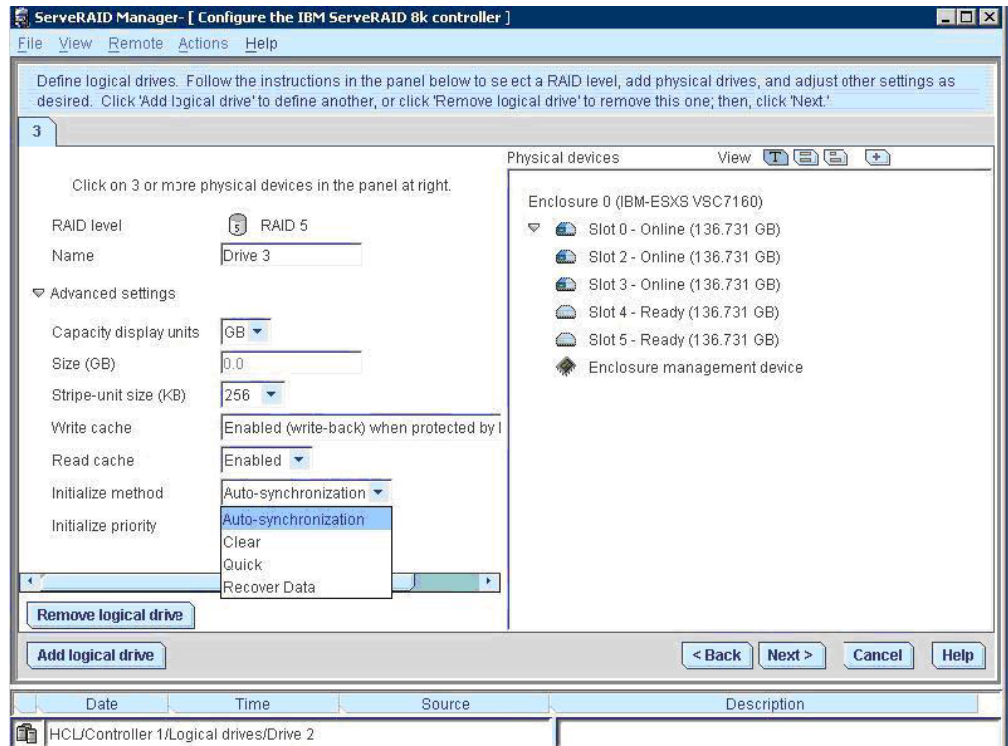 ServeRAID Manager- [ Configure the IBM ServeRAID 8k controller ]
File View Remote Actions Help
Define logical drives. Follow the instructions in the panel below to se ect a RAID level, add physical drives, and adjust other settings as
desired. Click 'Add logical drive' to define another, or click 'Remove logical drive' to remove this one; then, click 'Next.'
3
Physical devices View T
Click on 3 or more physical devices in the panel at right.
Enclosure 0 (IBM-ESXS VSC7160)
RAID level 5 RAID 5
Slot 0 - Online (136.731 GB)
Name Drive 3
Slot 2 - Online (136.731 GB)
Slot 3 - Online (136.731 GB)
Advanced settings
Slot 4 - Ready (136.731 GB)
Capacity display units GB
Slot 5 - Ready (136.731 GB)
Size (GB) 0.0
Enclosure management device
Stripe-unit size (KB) 256
Write cache Enabled (write-back) when protected by
Read cache Enabled
Initialize method Auto-synchronization
Initialize priority
Auto-synchronization
Clear
Quick
Recover Data
Remove logical drive
Add logical drive
< Back Next > Cancel Help
Date Time Source Description
HCL/Controller 1/Logical drives/Drive 2